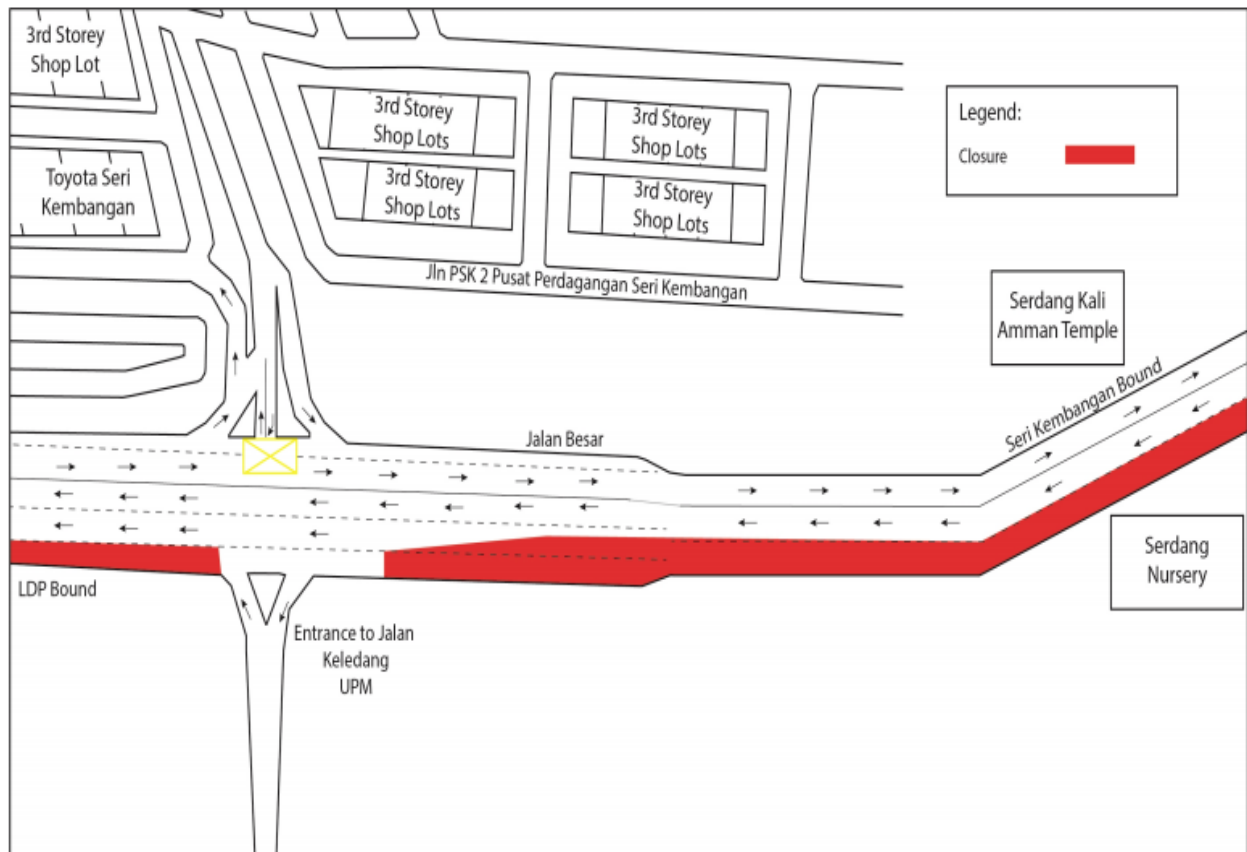 3rd Storey
Shop Lot
3rd Storey
Shop Lots
3rd Storey
Shop Lots
Legend:
Closure
Toyota Seri
Kembangan
3rd Storey
Shop Lots
3rd Storey
Shop Lots
Jln PSK 2 Pusat Perdagangan Seri Kembangan
Serdang Kali
Amman Temple
Seri Kembangan Bound
Jalan Besar
Serdang
Nursery
LDP Bound
Entrance to Jalan
Keledang
UPM